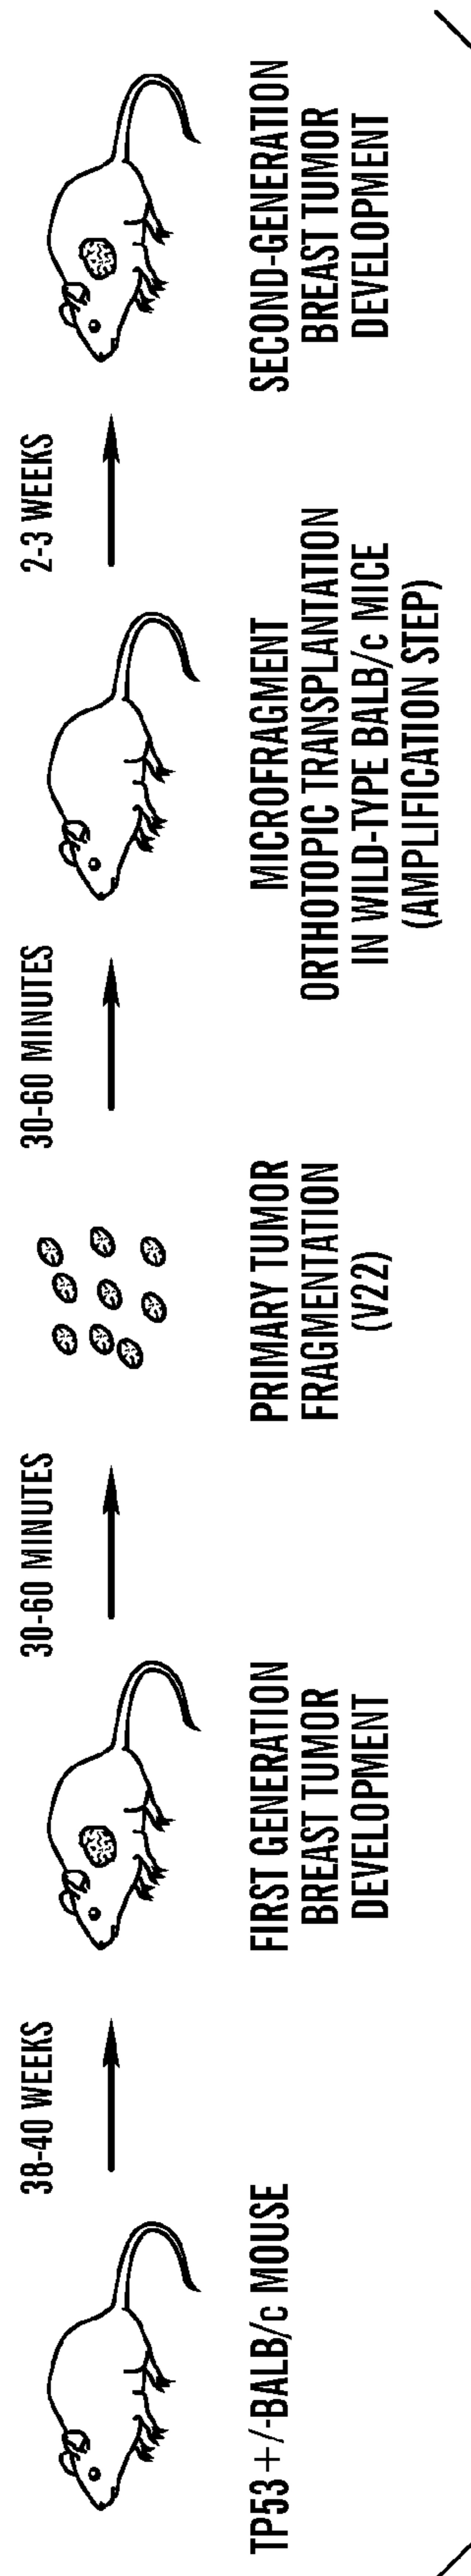 38-40 WEEKS
30-60 MINUTES
30-60 MINUTES
2-3 WEEKS
TP53+/-BALB/c MOUSE
FIRST GENERATION
BREAST TUMOR
DEVELOPMENT
PRIMARY TUMOR
FRAGMENTATION
(V22)
MICROFRAGMENT
ORTHOTOPIC TRANSPLANTATION
IN WILD-TYPE BALB/c MICE
(AMPLIFICATION STEP)
SECOND-GENERATION
BREAST TUMOR
DEVELOPMENT